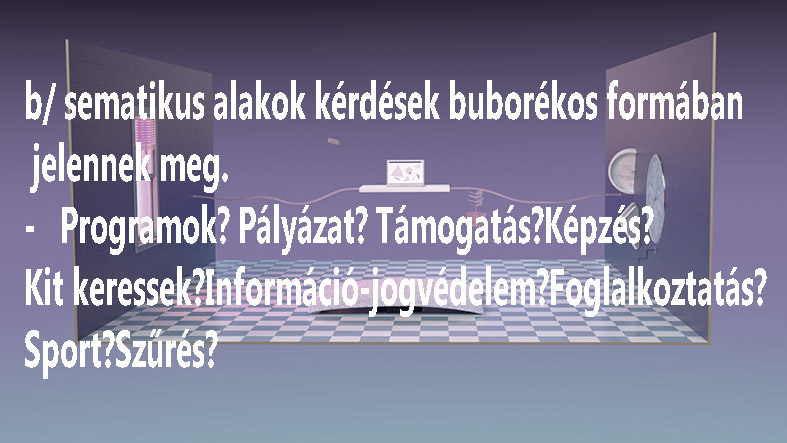 b/ sematikus alakok kérdések buborékos formában
jelennek meg.
- Programok? Pályázat? Támogatás?Képzés?
Kit keressek?Információ-jogvédelem?Foglalkoztatás?
Sport?Szűrés?